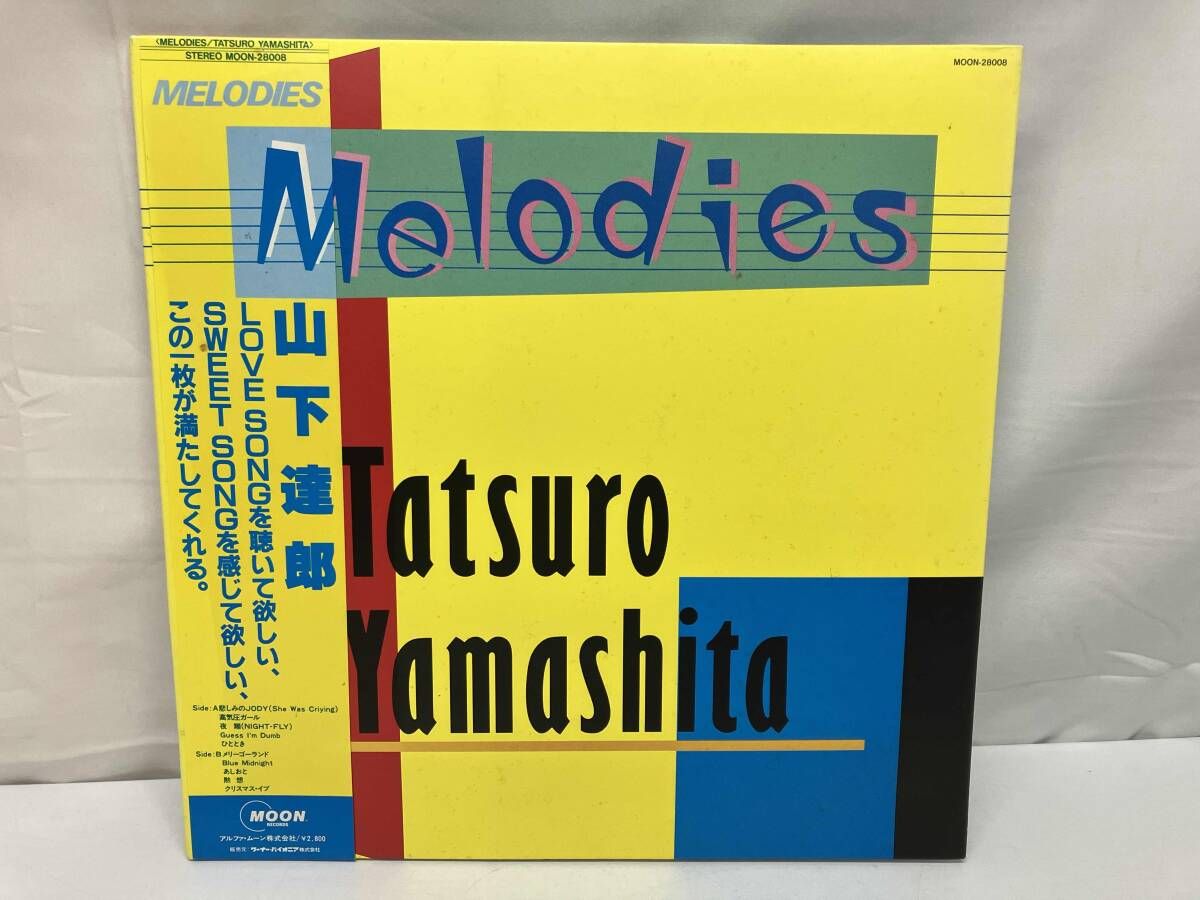 〈MELODIES/TATSURO YAMASHITA〉
STEREO MOON-28008
MELODIES
MOON-28008
Melodies
山下達郎
LOVE SONGを聴いて欲しい、
SWEET SONGを感じて欲しい、
この一枚が満たしてくれる。
Tatsuro
Yamashita
Side:A 悲しみのJODY(She Was Criying)
高気圧ガール
夜 翔(NIGHT-FLY)
Guess I'm Dumb
ひととき
Side:B メリー・ゴーランド
Blue Midnight
あしおと
黙 想
クリスマス・イブ
MOON
RECORDS
アルファ・ムーン株式会社/¥2,800
販売元:ワーナー・パイオニア株式会社